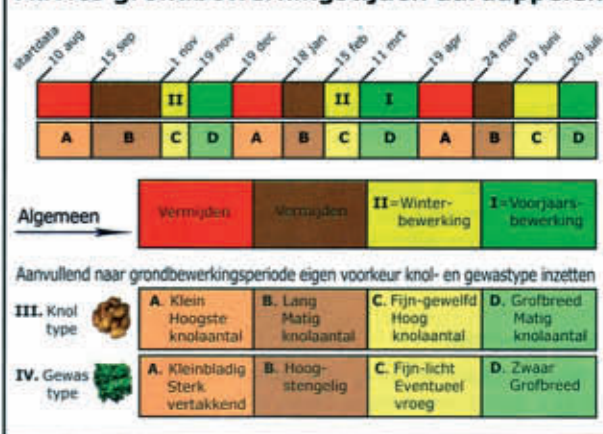 startdata 10 aug 15 sep 1 nov 19 nov 19 dec 18 jan 15 feb 11 mrt 19 apr 24 mei 19 juni 20 juli
II II I
A B C D A B C D A B C D
Algemeen
Vermijden
Vermijden
II=Winter-
bewerking
I=Voorjaars-
bewerking
Aanvullend naar grondbewerkingsperiode eigen voorkeur knol- en gewastype inzetten
III. Knol
type
A. Klein
Hoogste
knolaantal
B. Lang
Matig
knolaantal
C. Fijn-gewelfd
Hoog
knolaantal
D. Grofbreed
Matig
knolaantal
IV. Gewas
type
A. Kleinbladig
Sterk
vertakkend
B. Hoog-
stengelig
C. Fijn-licht
Eventueel
vroeg
D. Zwaar
Grofbreed